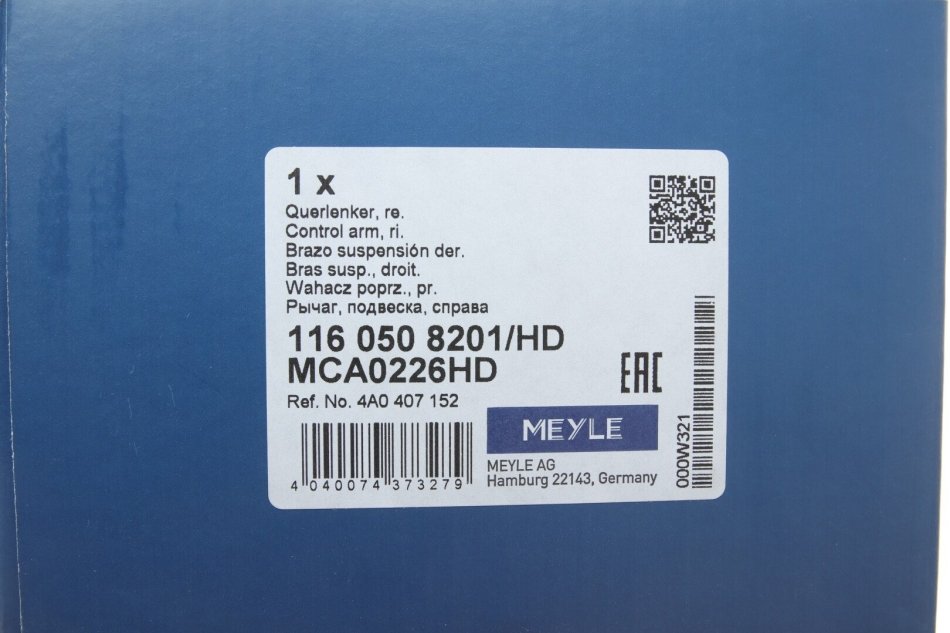 1 x
Querlenker, re.
Control arm, ri.
Brazo suspensión der.
Bras susp., droit.
Wahacz poprz., pr.
Рычаг, подвеска, справа
116 050 8201/HD
MCA0226HD
Ref. No. 4A0 407 152
EAC
MEYLE
MEYLE AG
Hamburg 22143, Germany
4 040074 373279
000W321